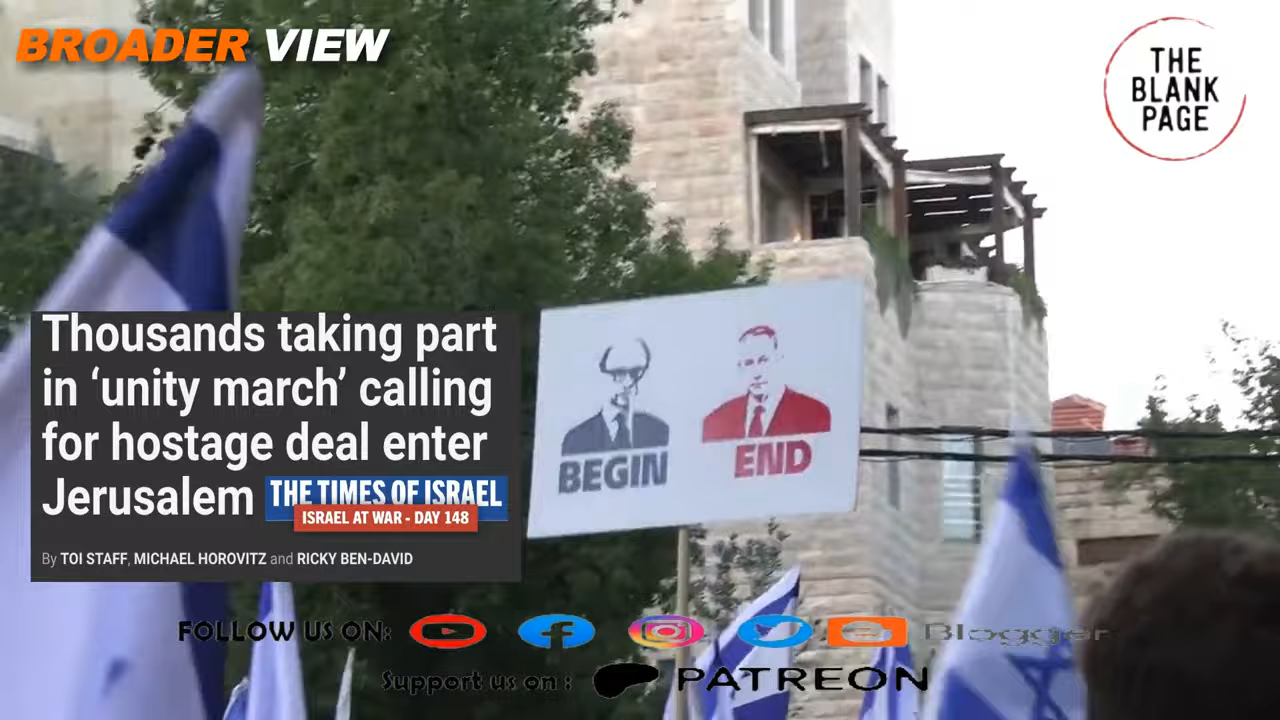 BROADER VIEW
THE
BLANK
PAGE
Thousands taking part
in ‘unity march’ calling
for hostage deal enter
Jerusalem THE TIMES OF ISRAEL
ISRAEL AT WAR - DAY 148
By TOI STAFF, MICHAEL HOROVITZ and RICKY BEN-DAVID
BEGIN
END
FOLLOW US ON:
Blogger
Support us on :
PATREON